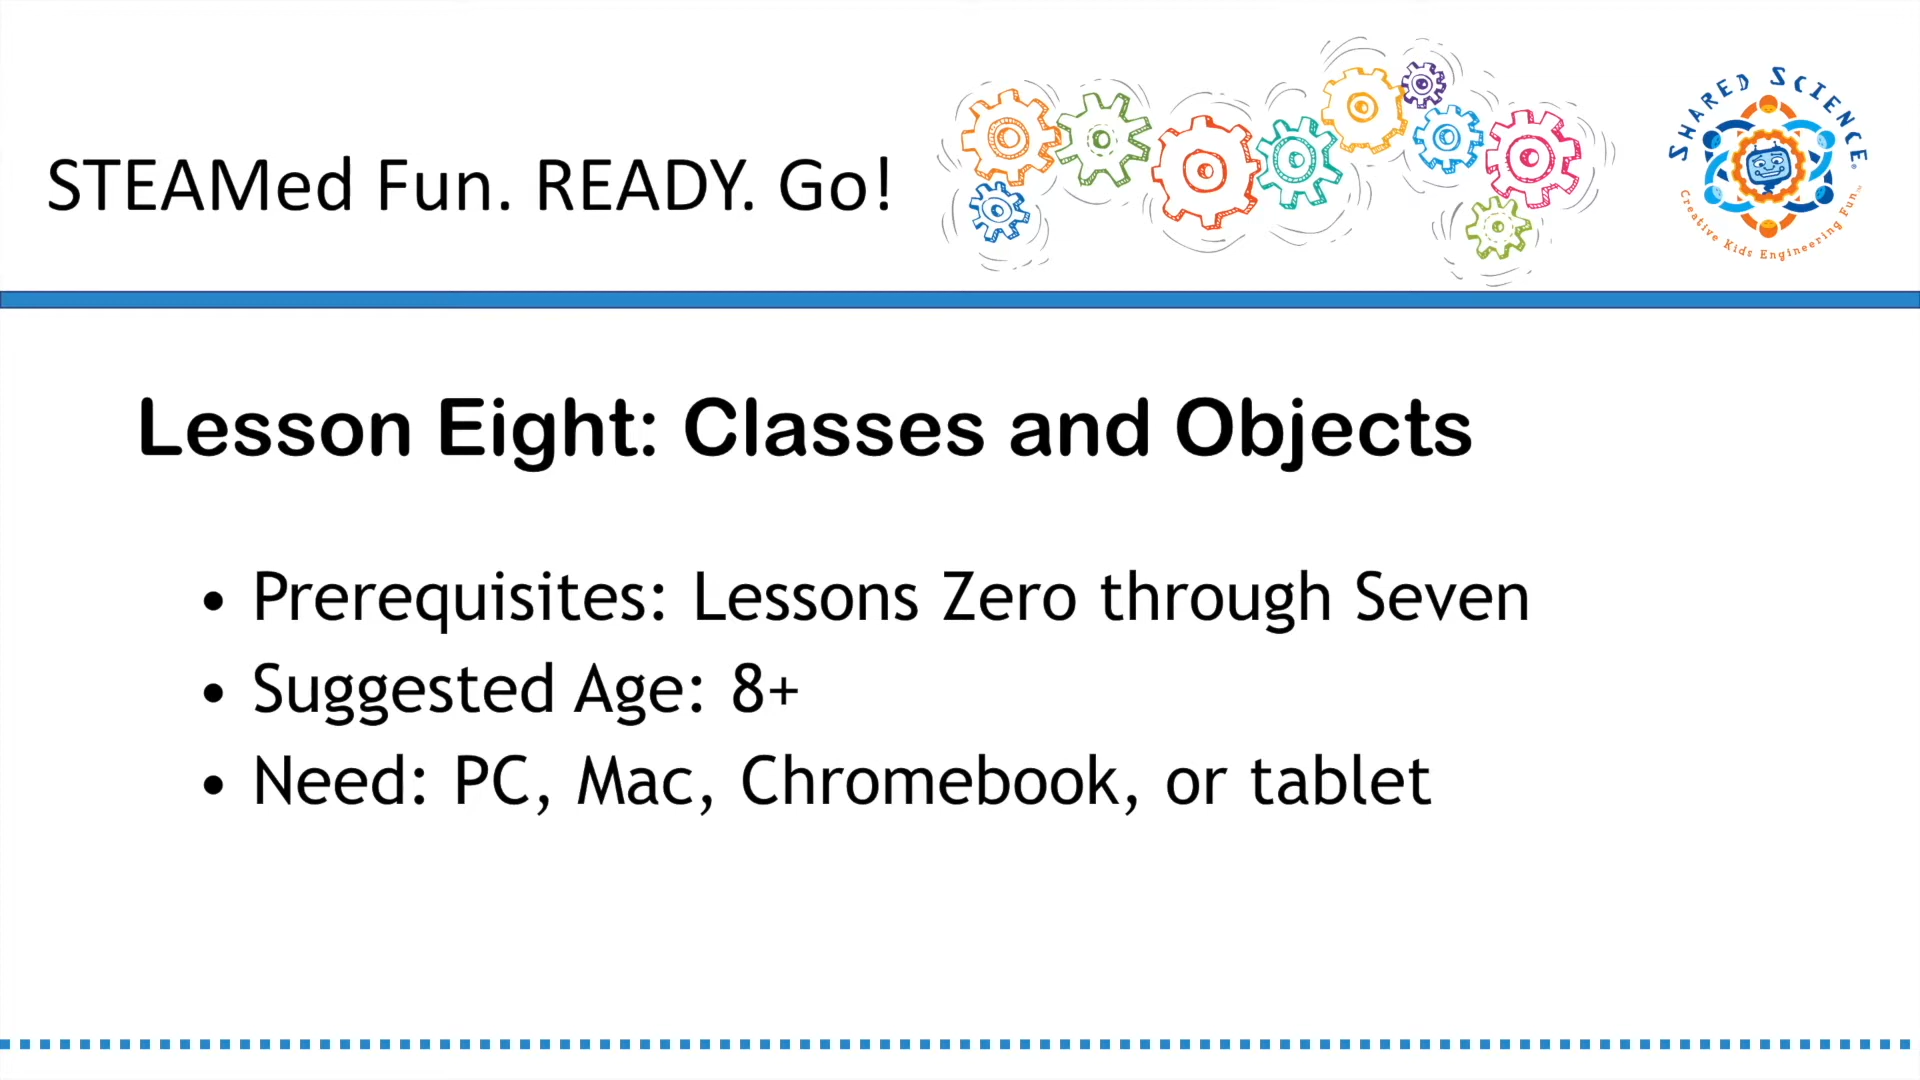 STEAMed Fun. READY. Go!
SHARED SCIENCE®
Creative Kids Engineering Fun.™
Lesson Eight: Classes and Objects
• Prerequisites: Lessons Zero through Seven
• Suggested Age: 8+
• Need: PC, Mac, Chromebook, or tablet